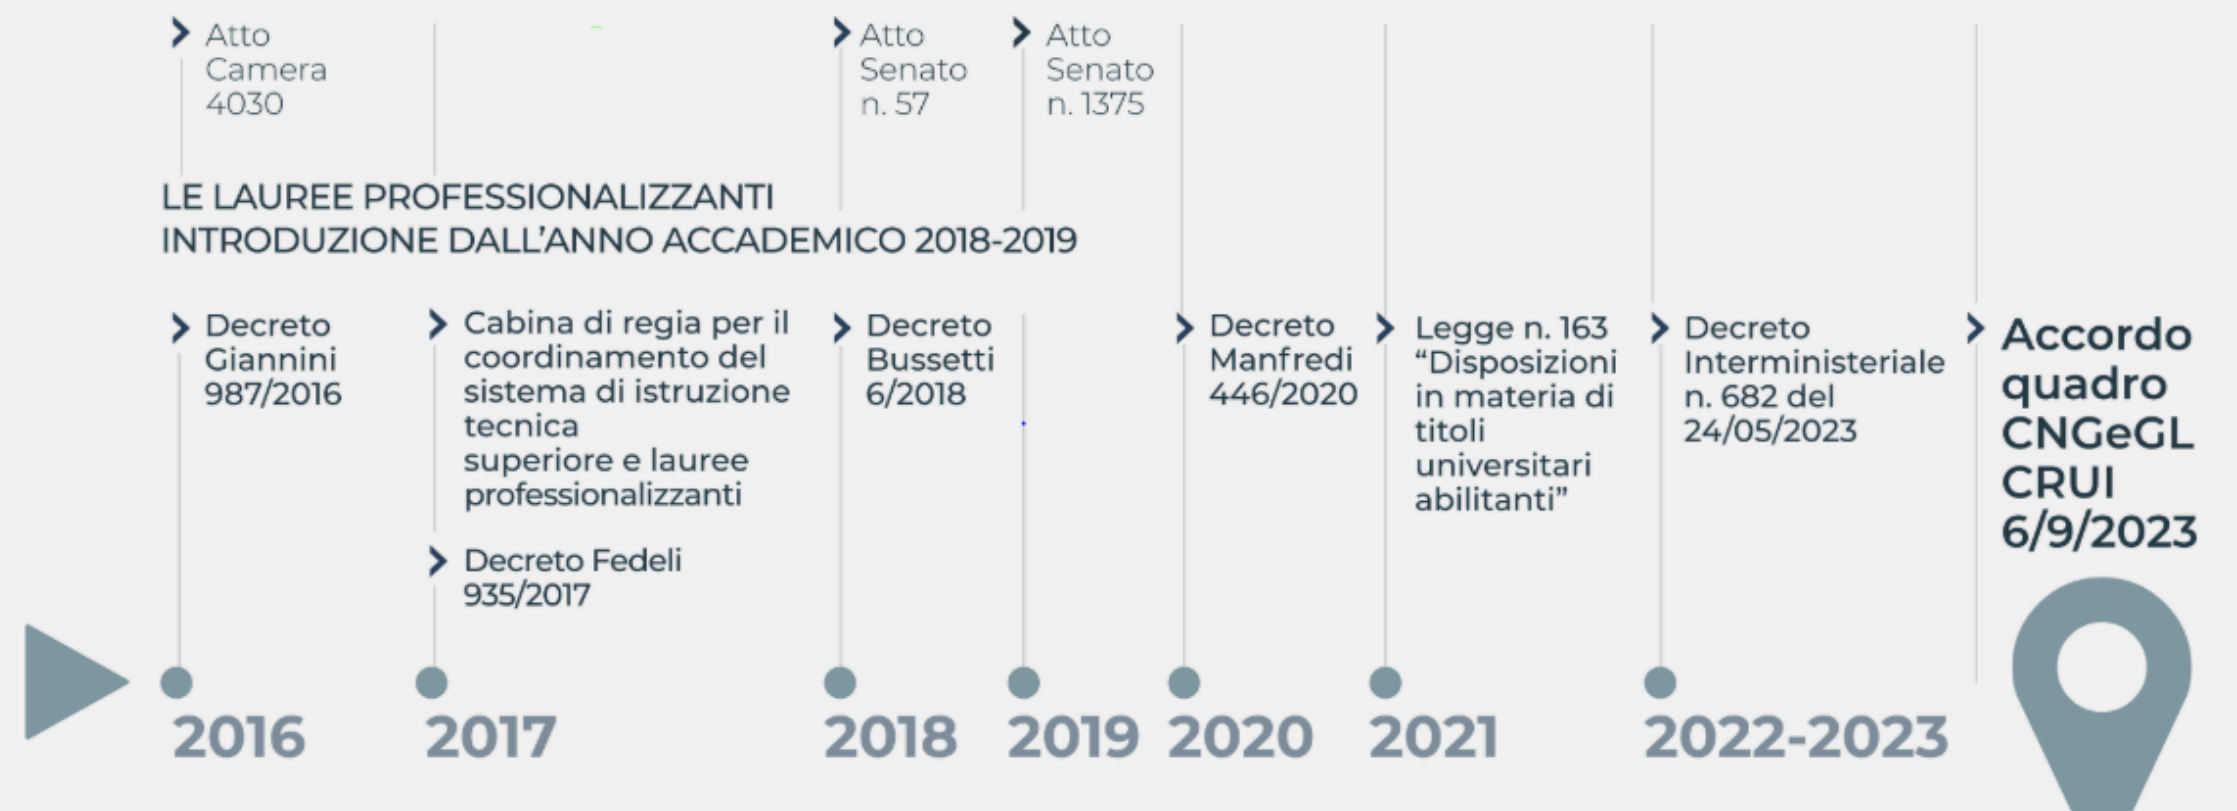 Atto
Camera
4030
Atto
Senato
n. 57
Atto
Senato
n. 1375
LE LAUREE PROFESSIONALIZZANTI
INTRODUZIONE DALL’ANNO ACCADEMICO 2018-2019
Decreto
Giannini
987/2016
Cabina di regia per il
coordinamento del
sistema di istruzione
tecnica
superiore e lauree
professionalizzanti
Decreto Fedeli
935/2017
Decreto
Bussetti
6/2018
Decreto
Manfredi
446/2020
Legge n. 163
“Disposizioni
in materia di
titoli
universitari
abilitanti”
Decreto
Interministeriale
n. 682 del
24/05/2023
Accordo
quadro
CNGeGL
CRUI
6/9/2023
2016
2017
2018
2019
2020
2021
2022-2023